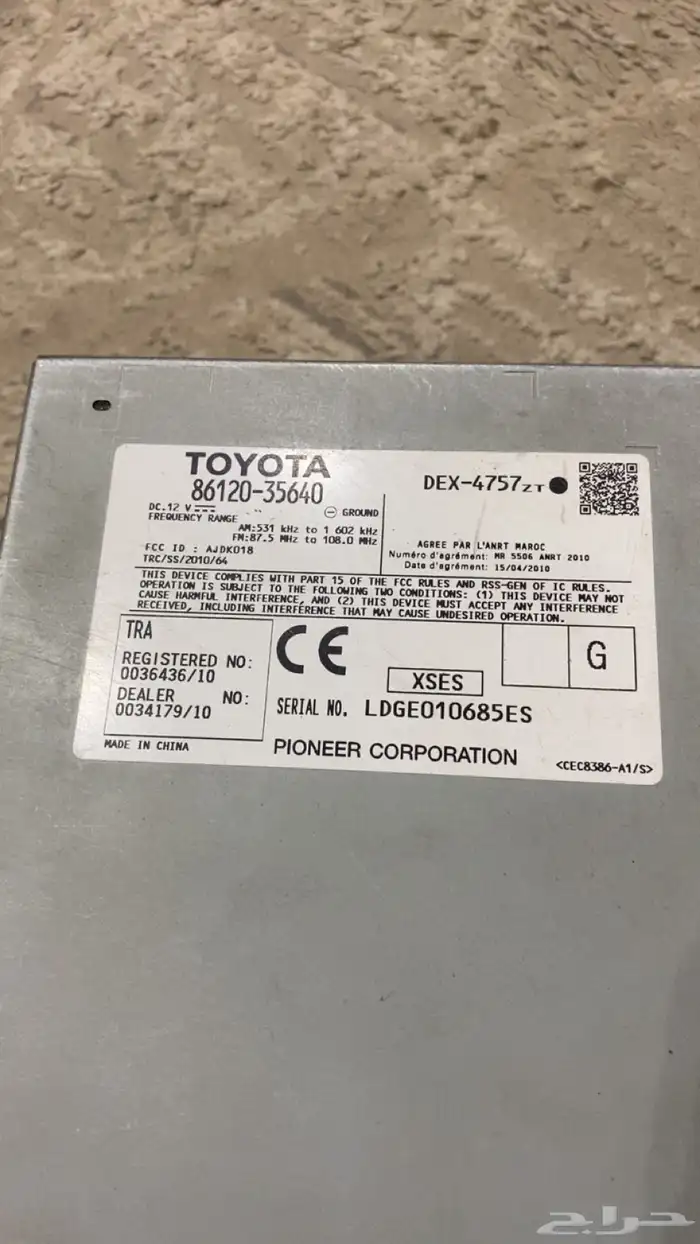 TOYOTA
86120-35640
DEX-4757ZT
DC.12 V
GROUND
FREQUENCY RANGE
AM:531 kHz to 1 602 kHz
FM:87.5 MHz to 108.0 MHz
FCC ID : AJDK018
TRC/SS/2010/64
AGREE PAR L'ANRT MAROC
Numéro d'agrément: MR 5506 ANRT 2010
Date d'agrément: 15/04/2010
THIS DEVICE COMPLIES WITH PART 15 OF THE FCC RULES AND RSS-GEN OF IC RULES.
OPERATION IS SUBJECT TO THE FOLLOWING TWO CONDITIONS: (1) THIS DEVICE MAY NOT
CAUSE HARMFUL INTERFERENCE, AND (2) THIS DEVICE MUST ACCEPT ANY INTERFERENCE
RECEIVED, INCLUDING INTERFERENCE THAT MAY CAUSE UNDESIRED OPERATION.
TRA
REGISTERED NO:
0036436/10
DEALER NO:
0034179/10
CE
XSES
G
SERIAL NO. LDGE010685ES
MADE IN CHINA
PIONEER CORPORATION
<CEC8386-A1/S>
حراج